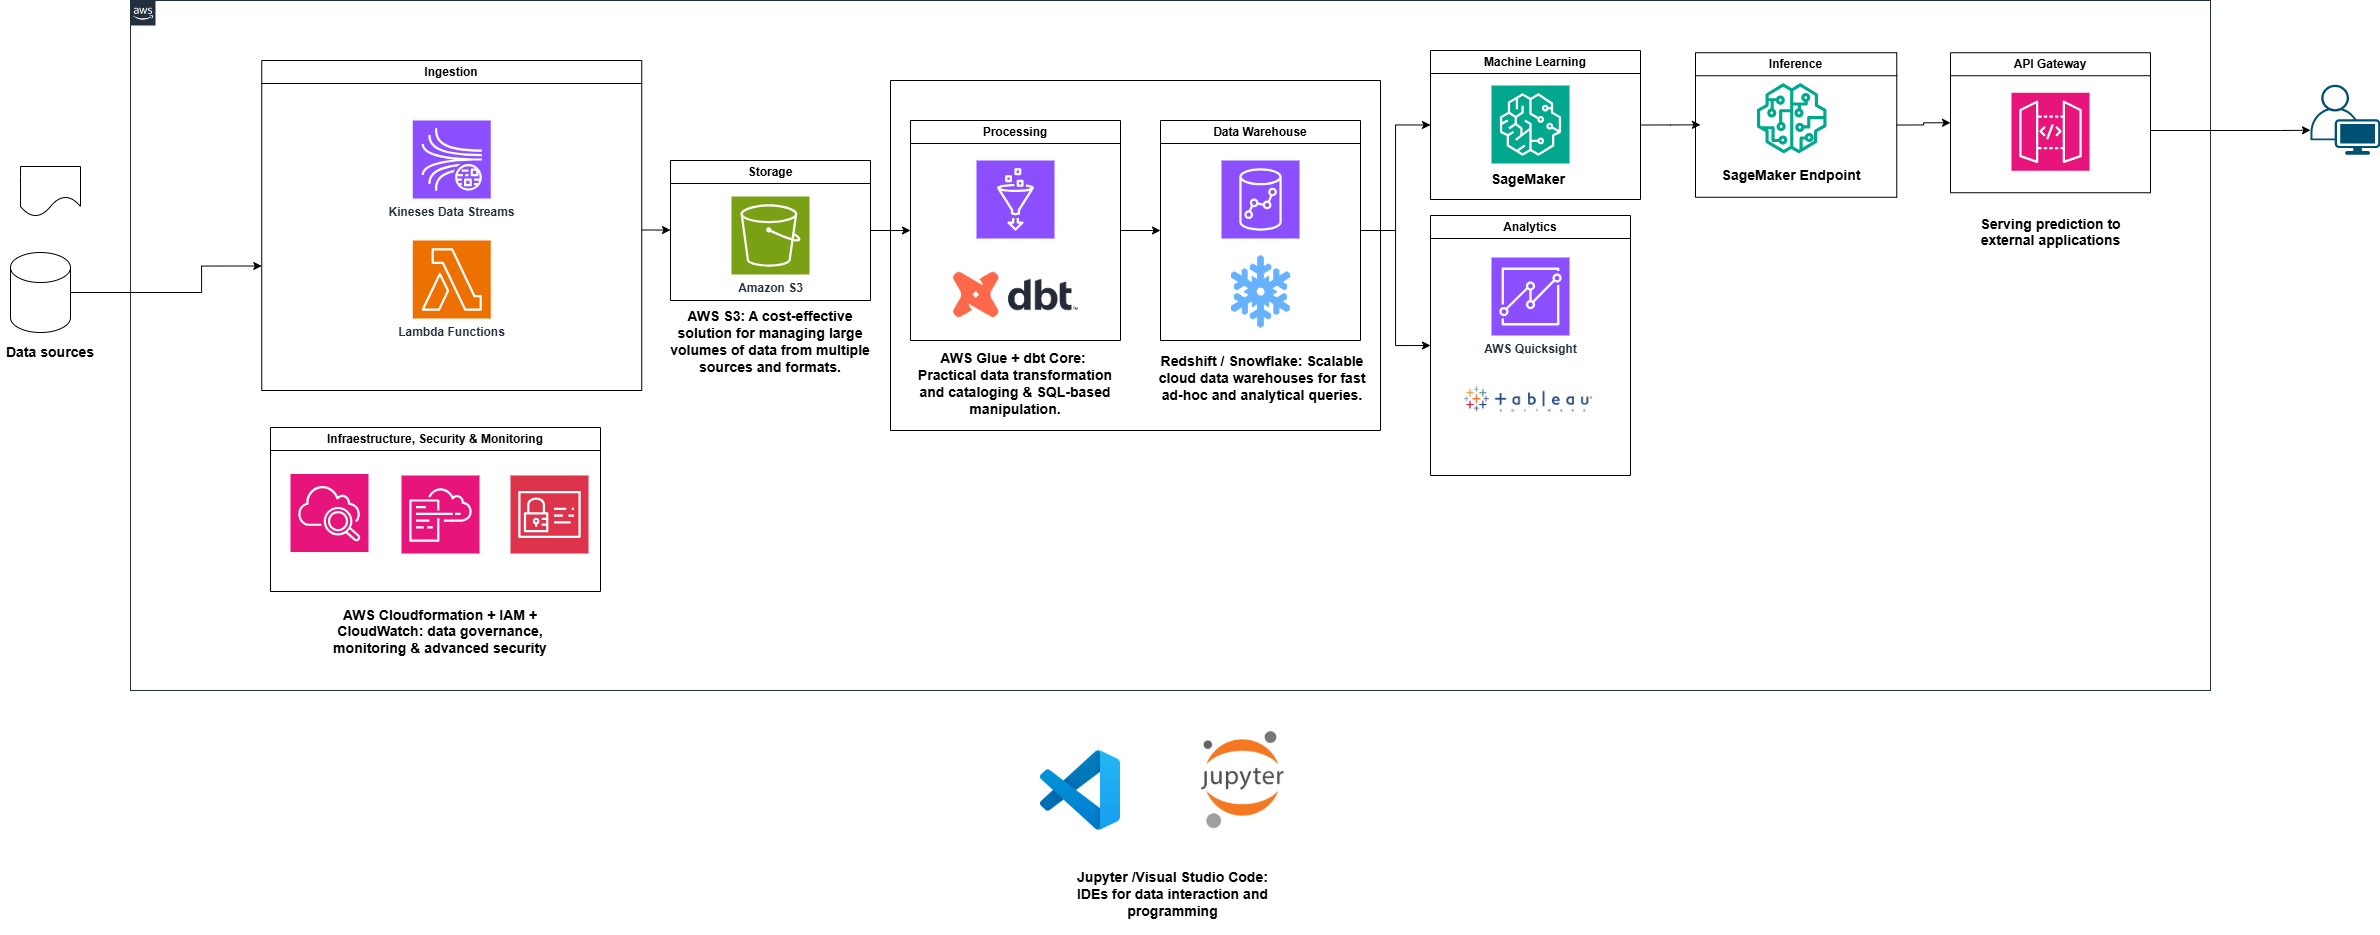 aws
Ingestion
Kineses Data Streams
Lambda Functions
Data sources
Storage
Amazon S3
AWS S3: A cost-effective
solution for managing large
volumes of data from multiple
sources and formats.
Processing
dbt
AWS Glue + dbt Core:
Practical data transformation
and cataloging & SQL-based
manipulation.
Data Warehouse
Redshift / Snowflake: Scalable
cloud data warehouses for fast
ad-hoc and analytical queries.
Machine Learning
SageMaker
Analytics
AWS Quicksight
+ableau
SOFTWARE
Inference
SageMaker Endpoint
API Gateway
</>
Serving prediction to
external applications
Infraestructure, Security & Monitoring
AWS Cloudformation + IAM +
CloudWatch: data governance,
monitoring & advanced security
jupyter
Jupyter /Visual Studio Code:
IDEs for data interaction and
programming